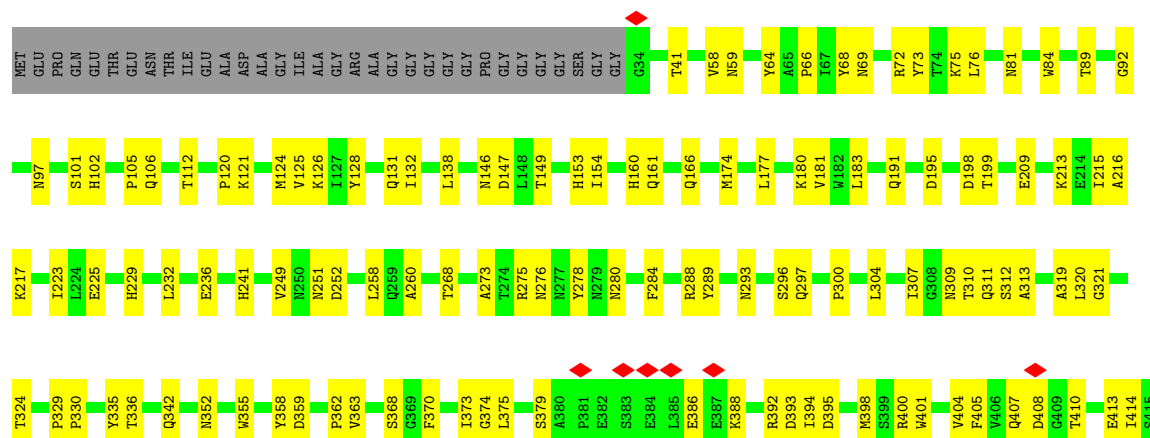 MET GLU PRO GLN GLU THR GLU ASN THR ILE GLU ALA ASP ALA GLY ILE ALA GLY ARG ALA GLY GLY GLY GLY GLY PRO GLY GLY GLY GLY SER GLY GLY G34 T41 V58 N59 Y64 A65 P66 I67 Y68 N69 R72 Y73 T74 K75 L76 N81 W84 T89 G92
N97 S101 H102 P105 Q106 T112 P120 K121 M124 V125 K126 I127 Y128 Q131 I132 L138 N146 D147 L148 T149 H153 I154 H160 Q161 Q166 M174 L177 K180 V181 W182 L183 Q191 D195 D198 T199 E209 K213 E214 I215 A216
K217 I223 L224 E225 H229 L232 E236 H241 V249 N250 N251 D252 L258 Q259 A260 T268 A273 T274 R275 N276 N277 Y278 N279 N280 F284 R288 Y289 N293 S296 Q297 P300 L304 I307 G308 N309 T310 Q311 S312 A313 A319 L320 G321
T324 P329 P330 Y335 T336 Q342 N352 W355 Y358 D359 P362 V363 S368 G369 F370 I373 G374 L375 S379 A380 P381 E382 S383 E384 L385 E386 E387 K388 R392 D393 I394 D395 M398 S399 R400 W401 V404 F405 V406 Q407 D408 G409 T410 E413 I414 S415